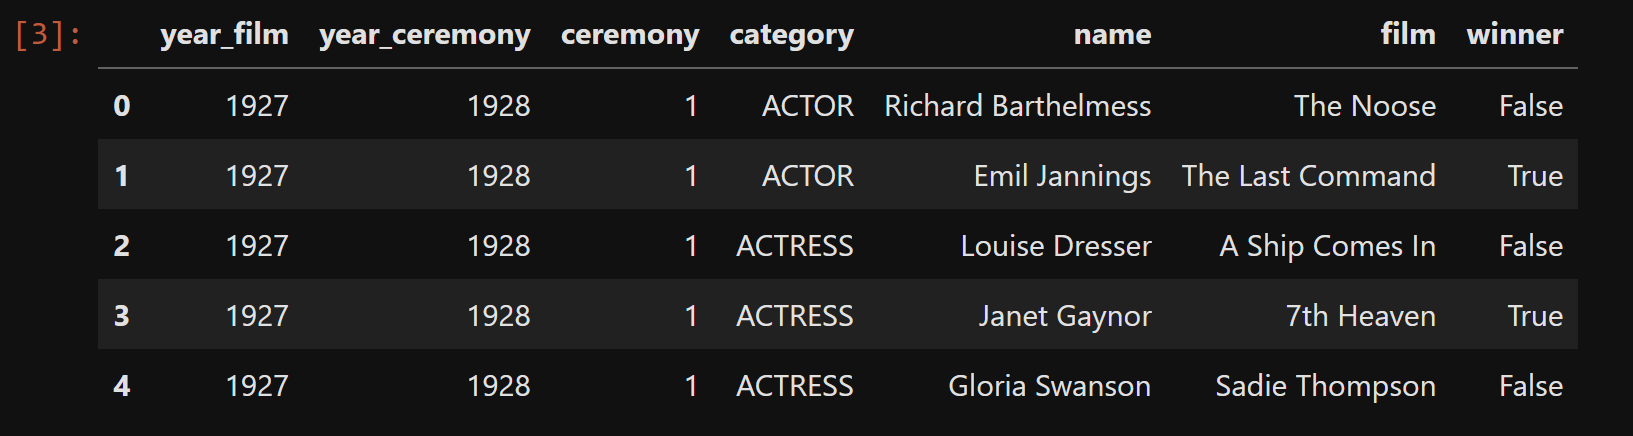 [3]: year_film year_ceremony ceremony category name film winner
0 1927 1928 1 ACTOR Richard Barthelmess The Noose False
1 1927 1928 1 ACTOR Emil Jannings The Last Command True
2 1927 1928 1 ACTRESS Louise Dresser A Ship Comes In False
3 1927 1928 1 ACTRESS Janet Gaynor 7th Heaven True
4 1927 1928 1 ACTRESS Gloria Swanson Sadie Thompson False